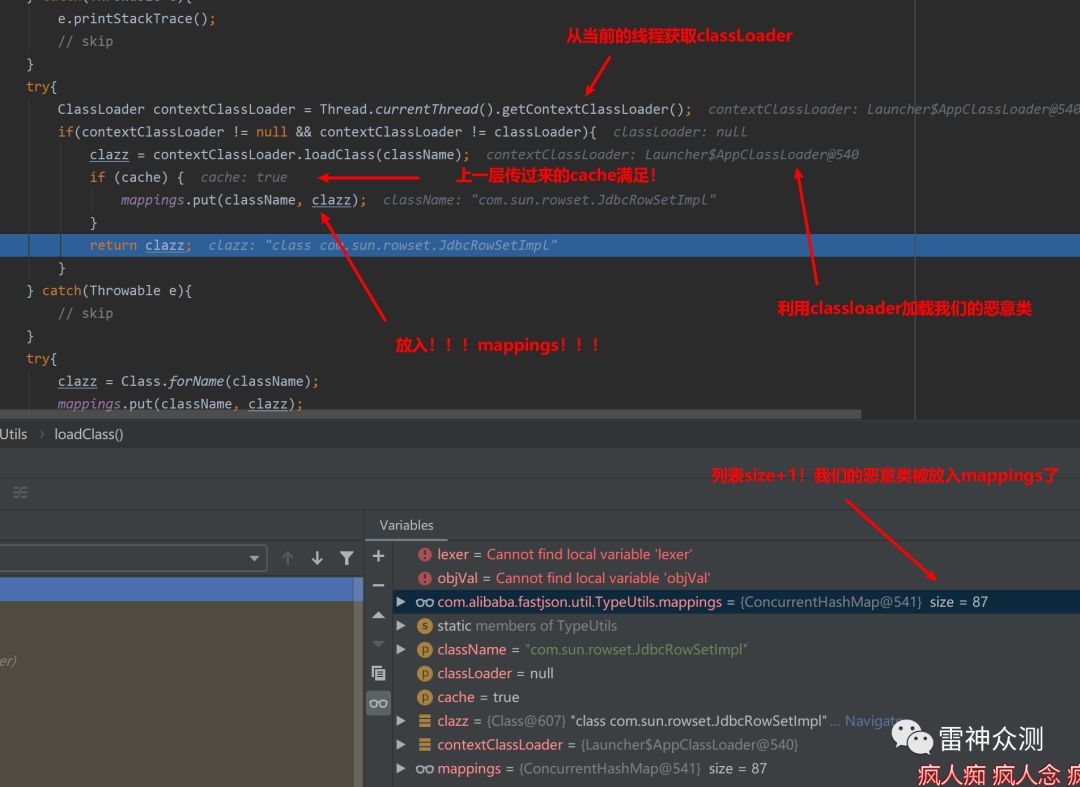 } catch(Throwable e){
e.printStackTrace();
// skip
}
从当前的线程获取classLoader
try{
ClassLoader contextClassLoader = Thread.currentThread().getContextClassLoader(); contextClassLoader: Launcher$AppClassLoader@540
if(contextClassLoader != null && contextClassLoader != classLoader){ classLoader: null
clazz = contextClassLoader.loadClass(className); contextClassLoader: Launcher$AppClassLoader@540
if (cache) { cache: true
上一层传过来的cache满足！
mappings.put(className, clazz); className: "com.sun.rowset.JdbcRowSetImpl"
}
return clazz; clazz: "class com.sun.rowset.JdbcRowSetImpl"
}
} catch(Throwable e){
利用classloader加载我们的恶意类
// skip
}
放入！！！mappings！！！
try{
clazz = Class.forName(className);
mappings.put(className, clazz);
Utils › loadClass()
列表size+1！我们的恶意类被放入mappings了
Variables
lexer = Cannot find local variable 'lexer'
objVal = Cannot find local variable 'objVal'
com.alibaba.fastjson.util.TypeUtils.mappings = {ConcurrentHashMap@541} size = 87
static members of TypeUtils
className = "com.sun.rowset.JdbcRowSetImpl"
er)
classLoader = null
cache = true
clazz = {Class@607} "class com.sun.rowset.JdbcRowSetImpl" ... Navigate
contextClassLoader = {Launcher$AppClassLoader@540}
mappings = {ConcurrentHashMap@541} size = 87
雷神众测
疯人痴 疯人念 疯